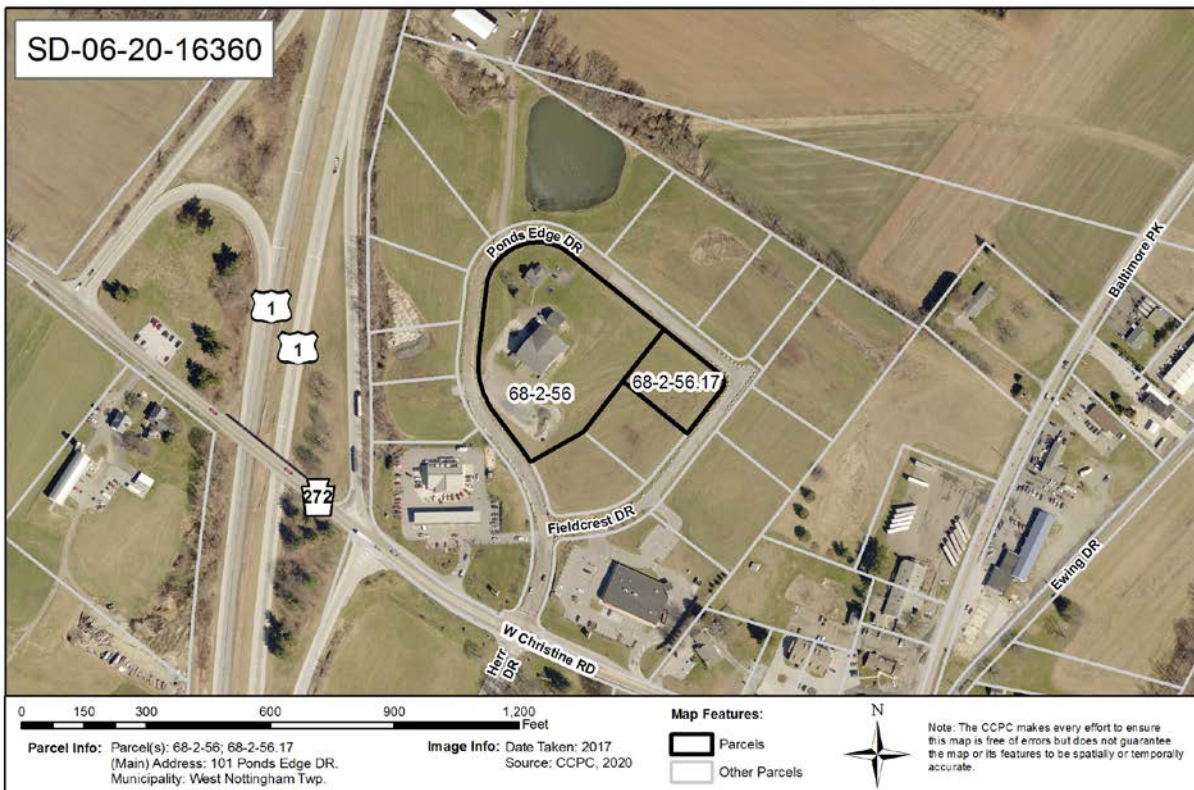 SD-06-20-16360
Ponds Edge DR
Baltimore PK
1
1
68-2-56.17
68-2-56
272
Fieldcrest DR
Ewing DR
W Christine RD
Herr
DR
0 150 300 600 900 1,200
Feet
Parcel Info: Parcel(s): 68-2-56; 68-2-56.17
(Main) Address: 101 Ponds Edge DR.
Municipality: West Nottingham Twp.
Image Info: Date Taken: 2017
Source: CCPC, 2020
Map Features:
Parcels
Other Parcels
N
Note: The CCPC makes every effort to ensure
this map is free of errors but does not guarantee
the map or its features to be spatially or temporally
accurate.